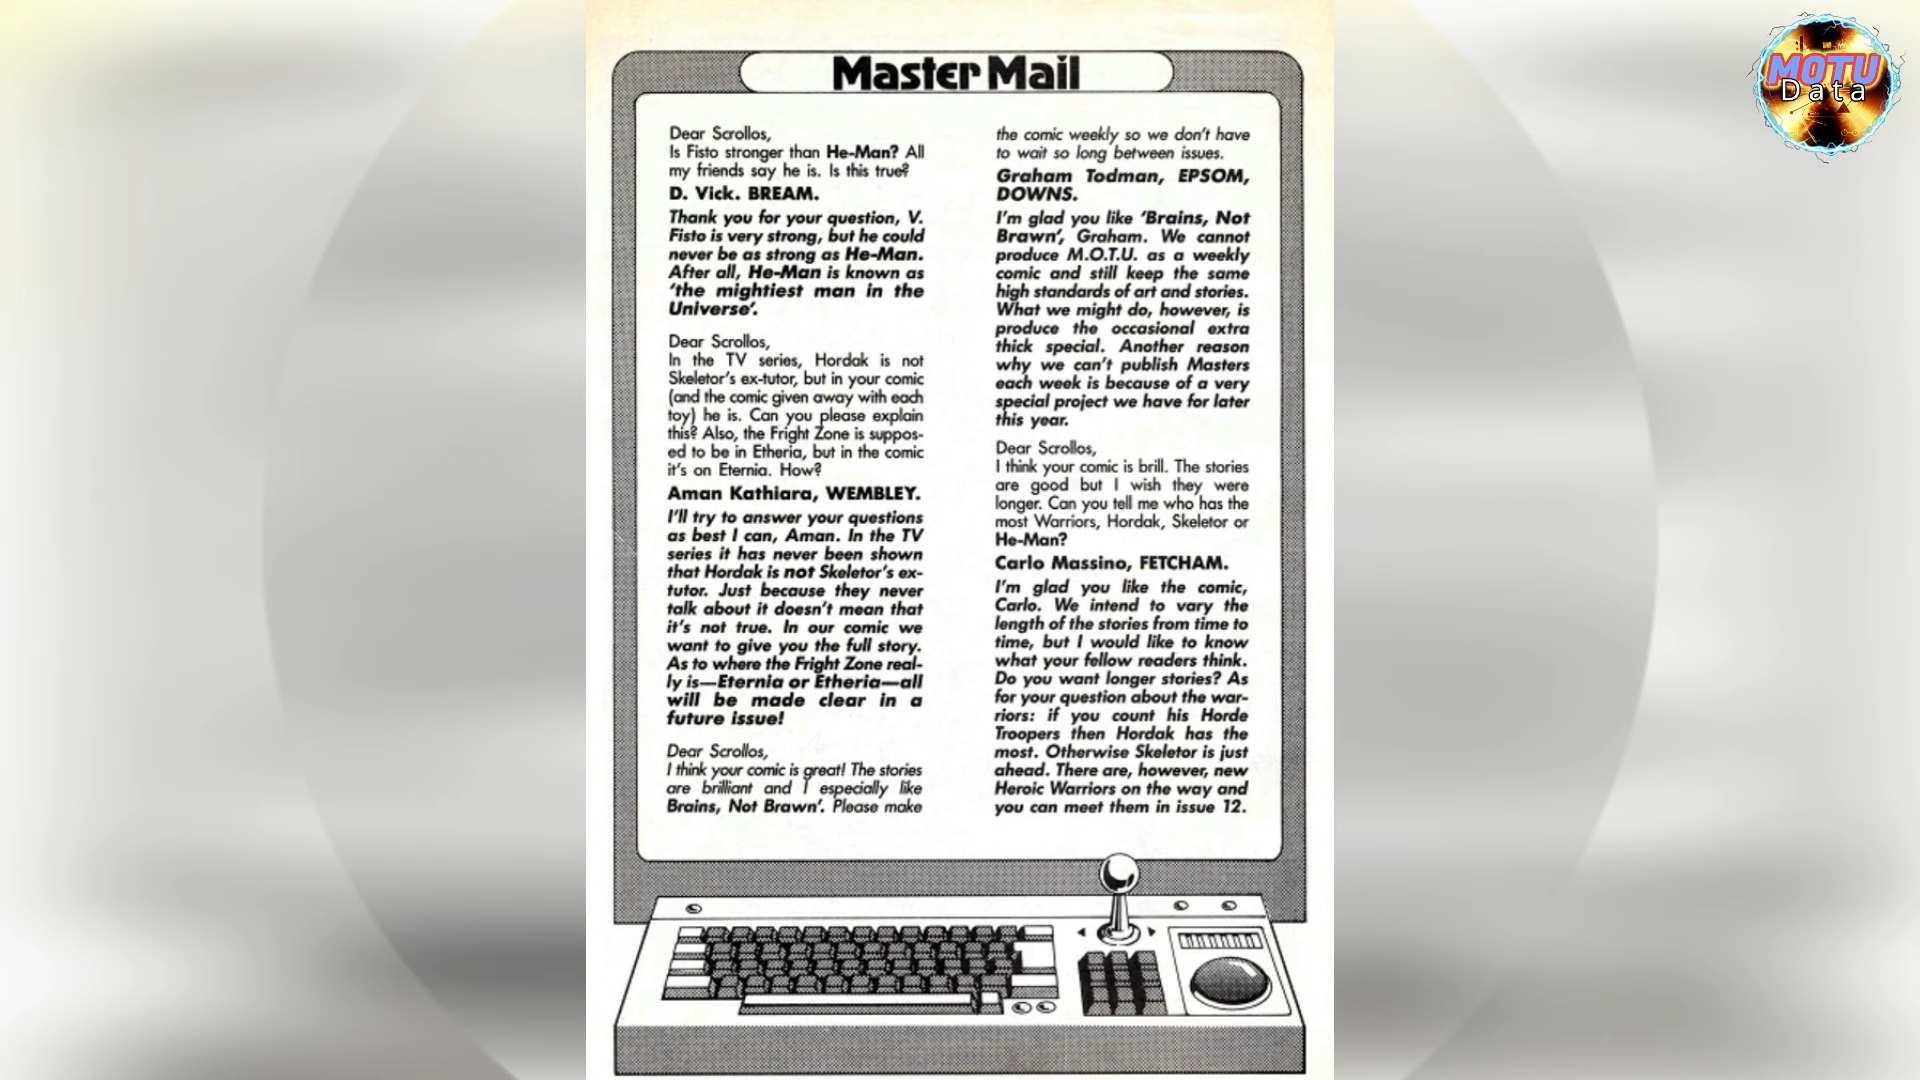 Master Mail
Dear Scrollos,
Is Fisto stronger than He-Man? All
my friends say he is. Is this true?
D. Vick. BREAM.
Thank you for your question, V.
Fisto is very strong, but he could
never be as strong as He-Man.
After all, He-Man is known as
'the mightiest man in the
Universe'.
Dear Scrollos,
In the TV series, Hordak is not
Skeletor's ex-tutor, but in your comic
(and the comic given away with each
toy) he is. Can you please explain
this? Also, the Fright Zone is suppos-
ed to be in Etheria, but in the comic
it's on Eternia. How?
Aman Kathiara, WEMBLEY.
I'll try to answer your questions
as best I can, Aman. In the TV
series it has never been shown
that Hordak is not Skeletor's ex-
tutor. Just because they never
talk about it doesn't mean that
it's not true. In our comic we
want to give you the full story.
As to where the Fright Zone real-
ly is—Eternia or Etheria—all
will be made clear in a
future issue!
Dear Scrollos,
I think your comic is great! The stories
are brilliant and I especially like
Brains, Not Brawn'. Please make
the comic weekly so we don't have
to wait so long between issues.
Graham Todman, EPSOM,
DOWNS.
I'm glad you like 'Brains, Not
Brawn', Graham. We cannot
produce M.O.T.U. as a weekly
comic and still keep the same
high standards of art and stories.
What we might do, however, is
produce the occasional extra
thick special. Another reason
why we can't publish Masters
each week is because of a very
special project we have for later
this year.
Dear Scrollos,
I think your comic is brill. The stories
are good but I wish they were
longer. Can you tell me who has the
most Warriors, Hordak, Skeletor or
He-Man?
Carlo Massino, FETCHAM.
I'm glad you like the comic,
Carlo. We intend to vary the
length of the stories from time to
time, but I would like to know
what your fellow readers think.
Do you want longer stories? As
for your question about the war-
riors: if you count his Horde
Troopers then Hordak has the
most. Otherwise Skeletor is just
ahead. There are, however, new
Heroic Warriors on the way and
you can meet them in issue 12.
MOTU
Data